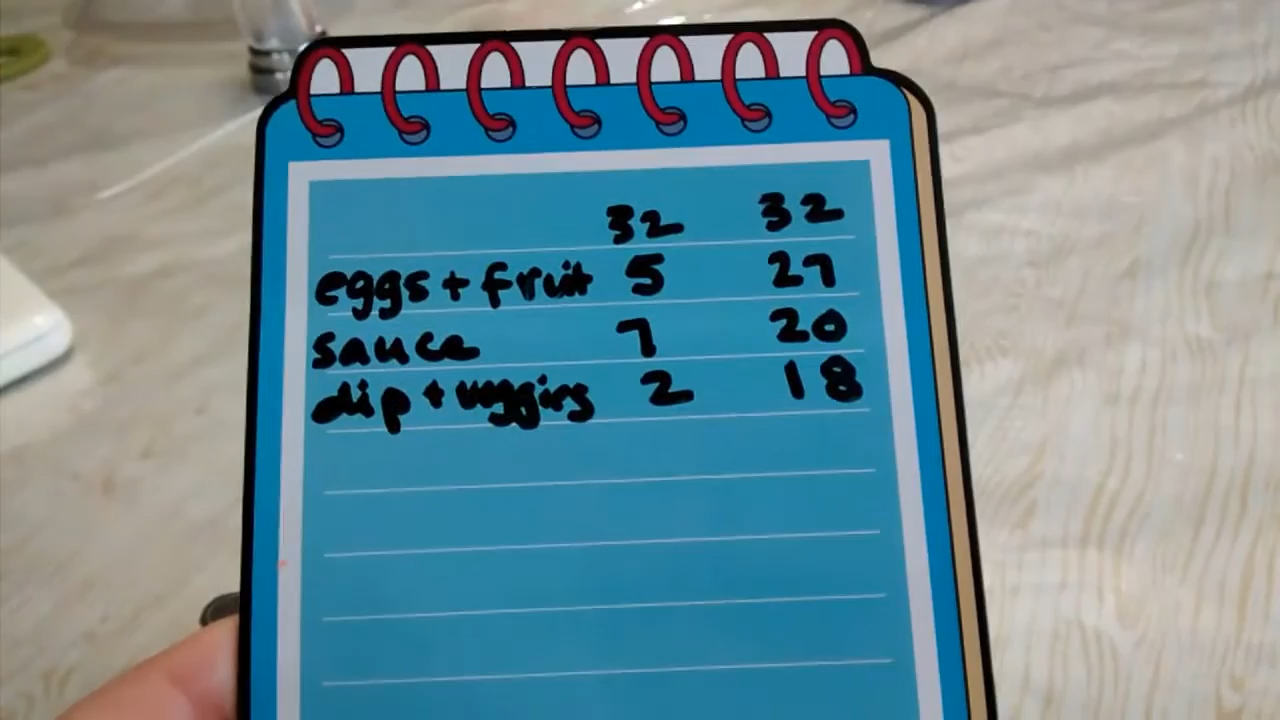 32 32
eggs + fruit 5 27
sauce 7 20
dip + veggies 2 18